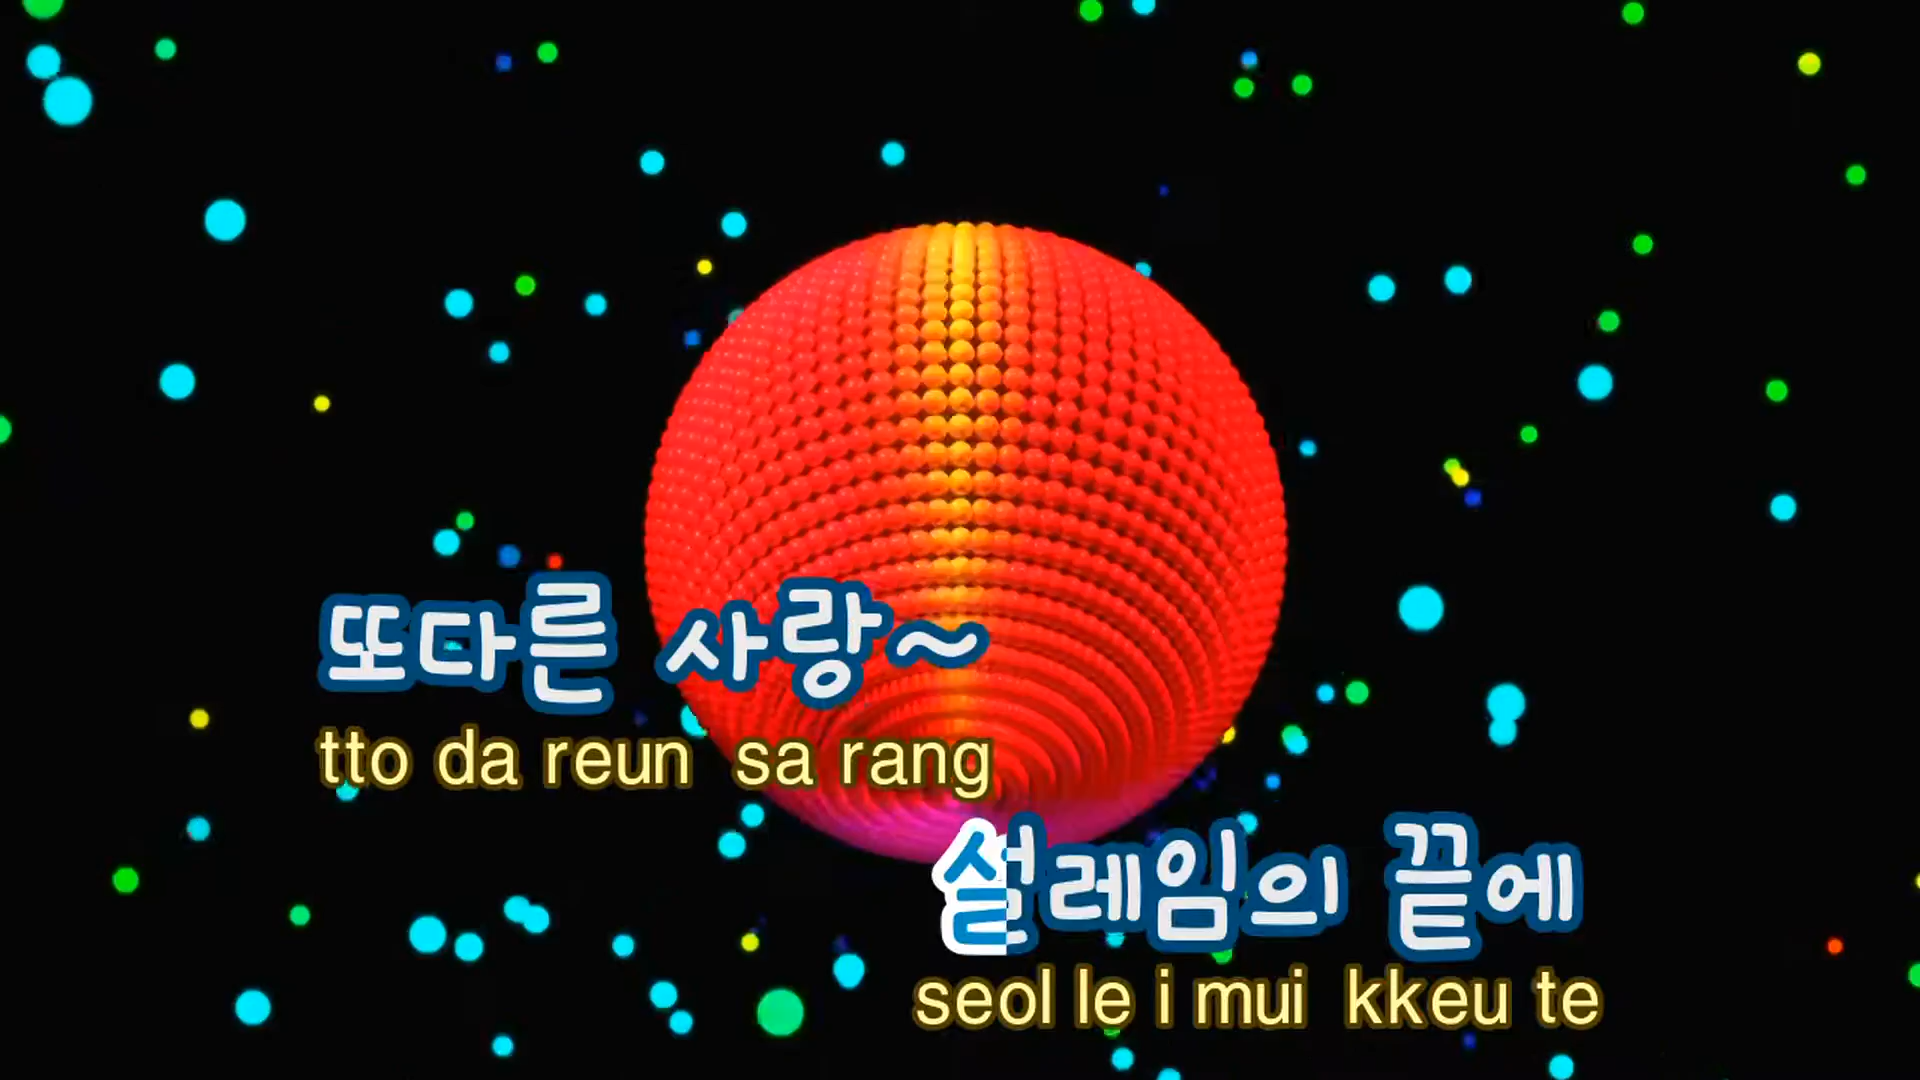 또다른 사랑~
tto da reun sa rang
설레임의 끝에
seol le i mui kkeu te